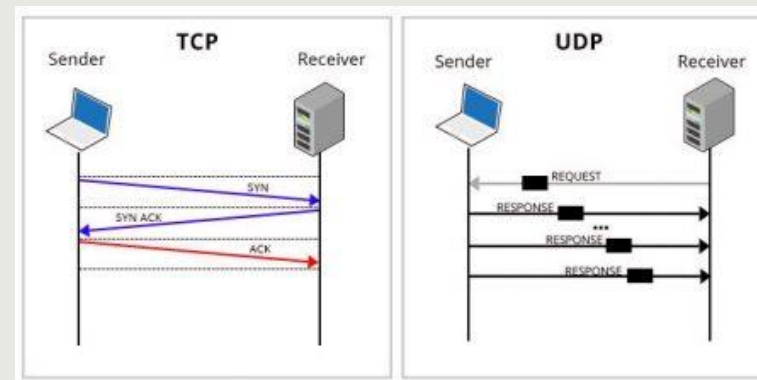 TCP
Sender
Receiver
SYN
SYN ACK
ACK
UDP
Sender
Receiver
REQUEST
RESPONSE
...
RESPONSE
RESPONSE